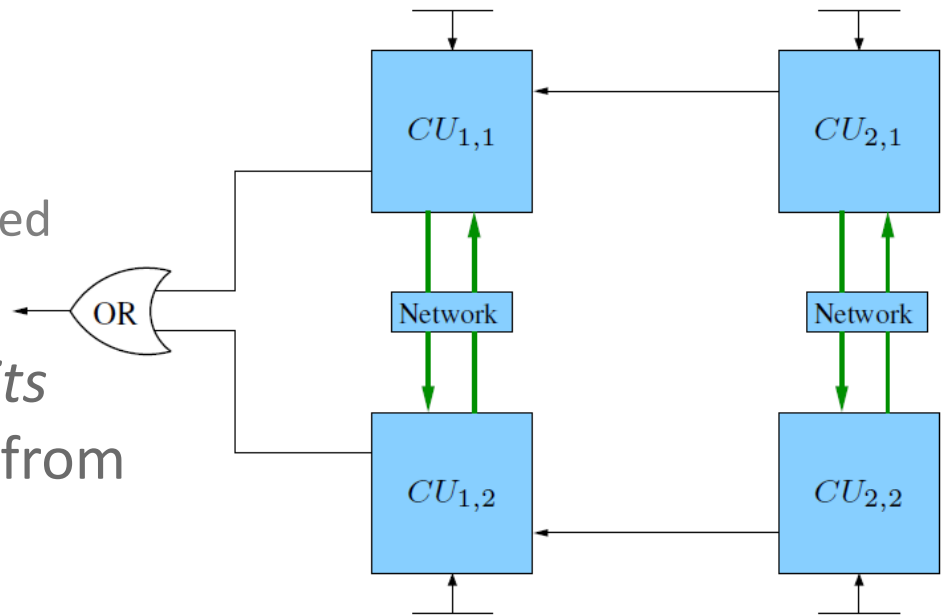 CU1,1
CU2,1
ed
OR
Network
Network
its
from
CU1,2
CU2,2